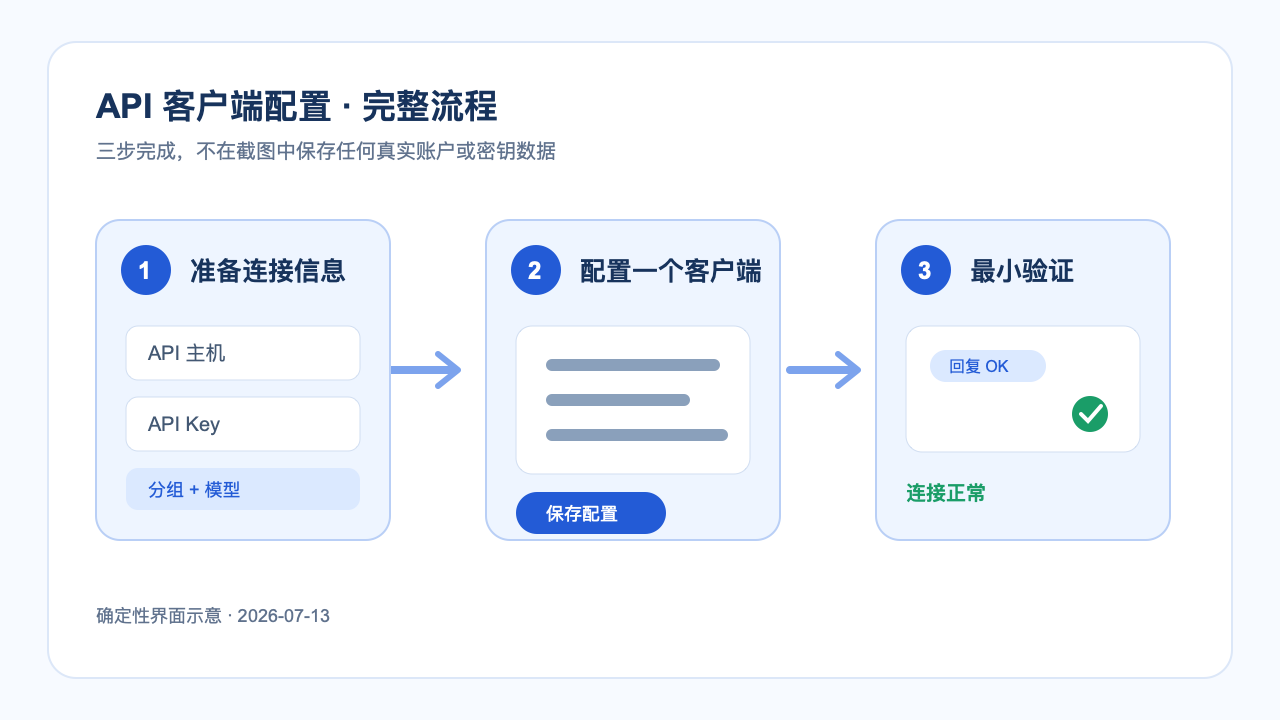 API 客户端配置 · 完整流程
三步完成，不在截图中保存任何真实账户或密钥数据
1 准备连接信息
API 主机
API Key
分组 + 模型
2 配置一个客户端
保存配置
3 最小验证
回复 OK
连接正常
确定性界面示意 · 2026-07-13